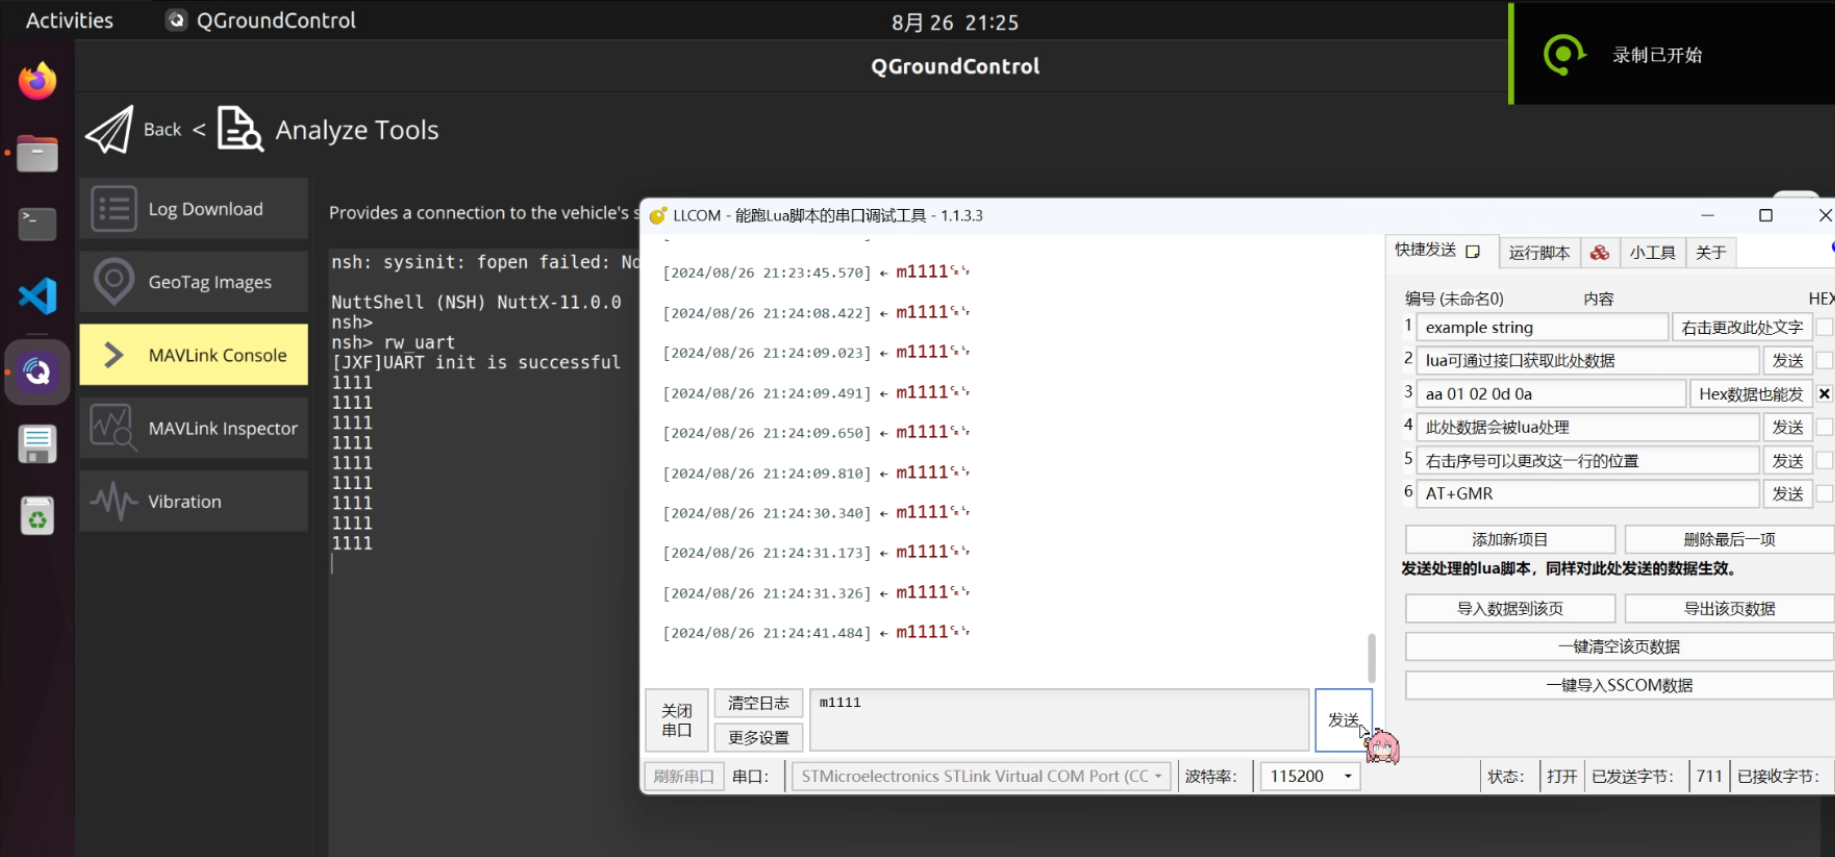 Activities
QGroundControl
8月 26 21:25
录制已开始
QGroundControl
Back
<
Analyze Tools
Log Download
GeoTag Images
MAVLink Console
MAVLink Inspector
Vibration
Provides a connection to the vehicle's s
nsh: sysinit: fopen failed: No
NuttShell (NSH) NuttX-11.0.0
nsh>
nsh> rw_uart
[JXF]UART init is successful
1111
1111
1111
1111
1111
1111
1111
1111
1111
LLCOM - 能跑Lua脚本的串口调试工具 - 1.1.3.3
[2024/08/26 21:23:45.570] ← m1111␍␊
[2024/08/26 21:24:08.422] ← m1111␍␊
[2024/08/26 21:24:09.023] ← m1111␍␊
[2024/08/26 21:24:09.491] ← m1111␍␊
[2024/08/26 21:24:09.650] ← m1111␍␊
[2024/08/26 21:24:09.810] ← m1111␍␊
[2024/08/26 21:24:30.340] ← m1111␍␊
[2024/08/26 21:24:31.173] ← m1111␍␊
[2024/08/26 21:24:31.326] ← m1111␍␊
[2024/08/26 21:24:41.484] ← m1111␍␊
关闭
串口
清空日志
更多设置
m1111
发送
刷新串口
串口：
STMicroelectronics STLink Virtual COM Port (CC
波特率：
115200
状态：
打开
已发送字节：
711
已接收字节：
快捷发送
运行脚本
小工具
关于
编号 (未命名0)
内容
HEX
1 example string 右击更改此处文字
2 lua可通过接口获取此处数据 发送
3 aa 01 02 0d 0a Hex数据也能发
4 此处数据会被lua处理 发送
5 右击序号可以更改这一行的位置 发送
6 AT+GMR 发送
添加新项目
删除最后一项
发送处理的lua脚本，同样对此处发送的数据生效。
导入数据到该页
导出该页数据
一键清空该页数据
一键导入SSCOM数据